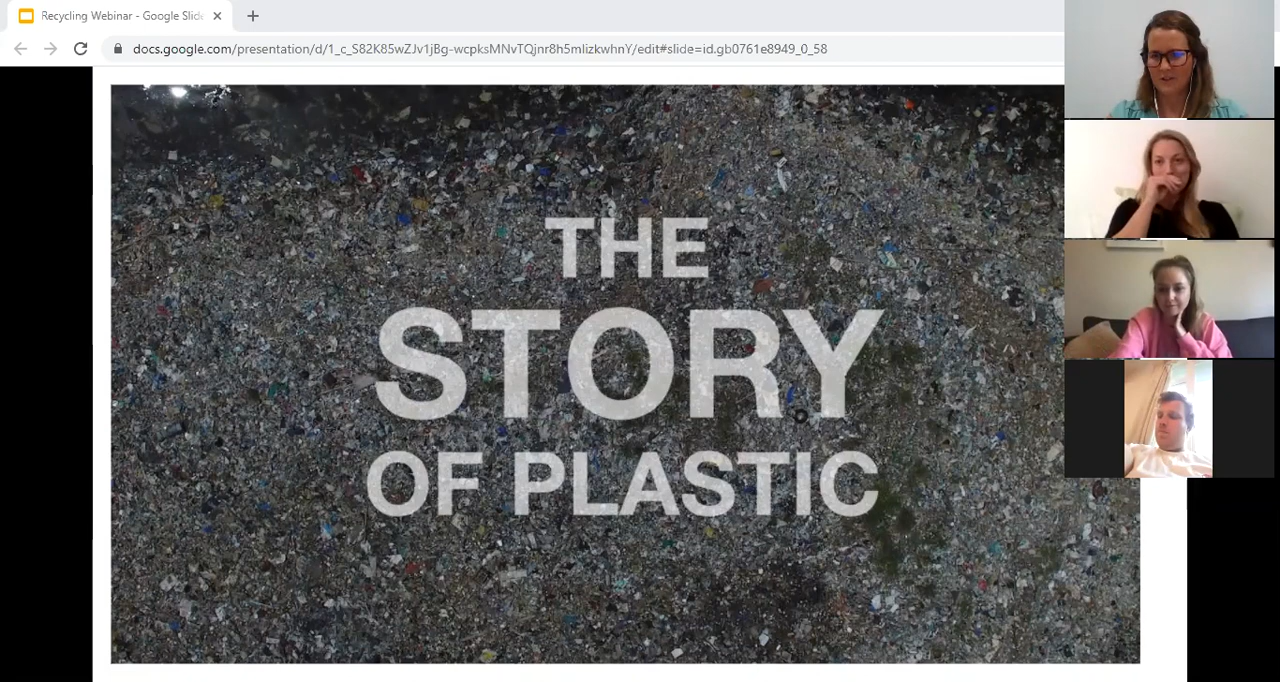 Recycling Webinar - Google Slide
docs.google.com/presentation/d/1_c_S82K85wZJv1jBg-wcpksMNvTQjnr8h5mlizkwhnY/edit#slide=id.gb0761e8949_0_58
THE
STORY
OF PLASTIC